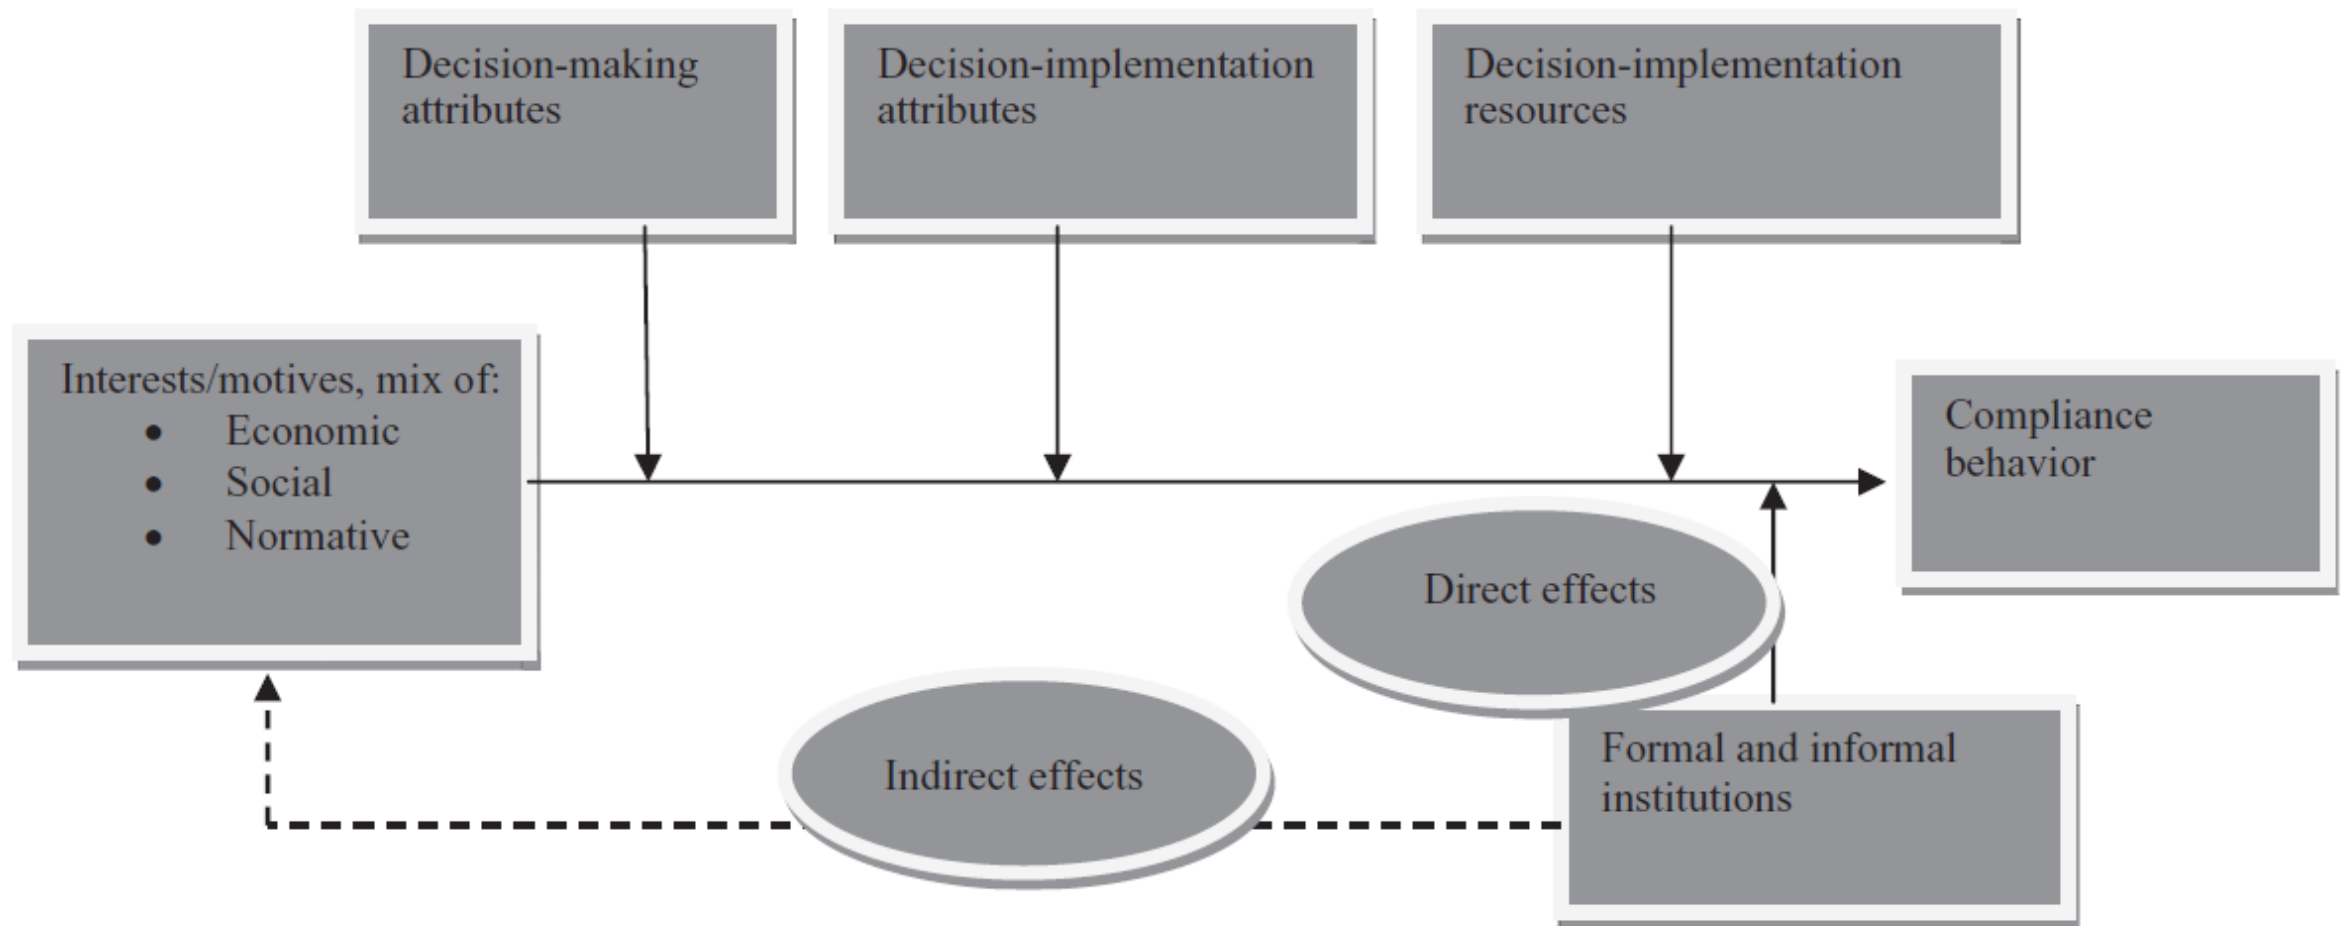 Decision-making
attributes
Decision-implementation
attributes
Decision-implementation
resources
Interests/motives, mix of:
• Economic
• Social
• Normative
Compliance
behavior
Direct effects
Indirect effects
Formal and informal
institutions